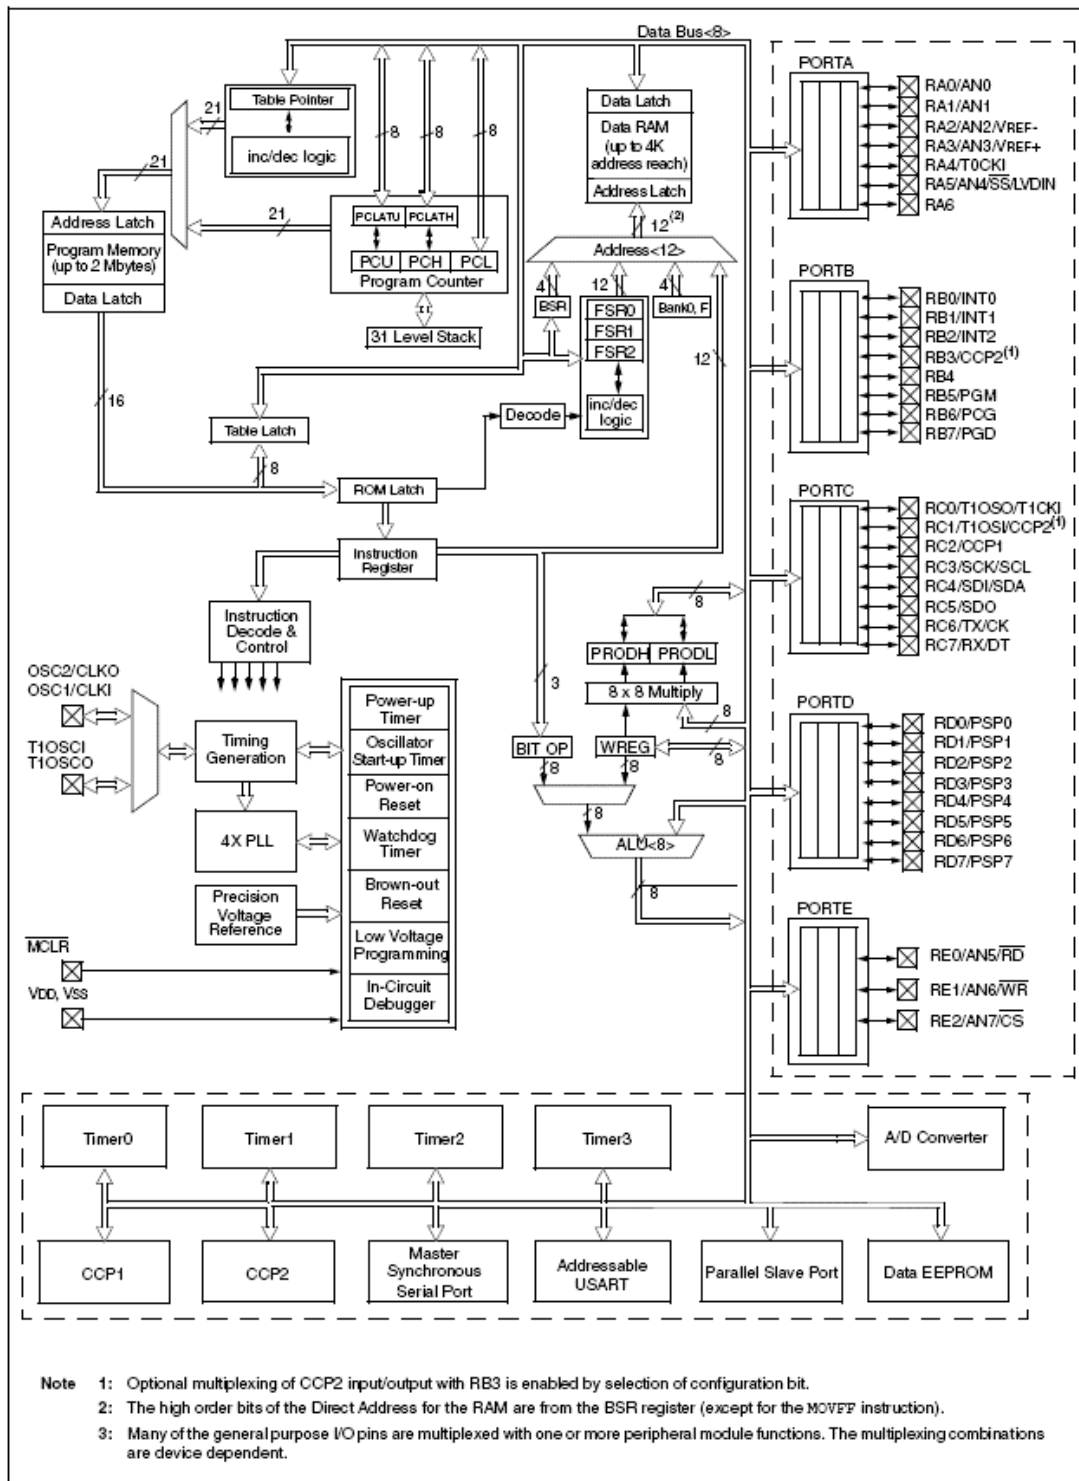 Data Bus<8>
PORTA
Table Pointer
21
inc/dec logic
21
8
8
8
Data Latch
Data RAM
(up to 4K
address reach)
Address Latch
RA0/AN0
RA1/AN1
RA2/AN2/VREF-
RA3/AN3/VREF+
RA4/T0CKI
RA5/AN4/SS/LVDIN
RA6
Address Latch
Program Memory
(up to 2 Mbytes)
Data Latch
21
PCLATU
PCLATH
PCU
PCH
PCL
Program Counter
31 Level Stack
12(2)
Address<12>
4
12
4
BSR
FSR0
FSR1
FSR2
Bank0, F
inc/dec
logic
12
PORTB
RB0/INT0
RB1/INT1
RB2/INT2
RB3/CCP2(1)
RB4
RB5/PGM
RB6/PCG
RB7/PGD
16
Table Latch
8
Decode
ROM Latch
Instruction
Register
PORTC
RC0/T1OSO/T1CKI
RC1/T1OSI/CCP2(1)
RC2/CCP1
RC3/SCK/SCL
RC4/SDI/SDA
RC5/SDO
RC6/TX/CK
RC7/RX/DT
Instruction
Decode &
Control
8
PRODH
PRODL
3
8 x 8 Multiply
8
BIT OP
WREG
8
8
8
8
ALU<8>
8
OSC2/CLKO
OSC1/CLKI
T1OSCI
T1OSCO
Timing
Generation
4X PLL
Precision
Voltage
Reference
MCLR
VDD, VSS
Power-up
Timer
Oscillator
Start-up Timer
Power-on
Reset
Watchdog
Timer
Brown-out
Reset
Low Voltage
Programming
In-Circuit
Debugger
PORTD
RD0/PSP0
RD1/PSP1
RD2/PSP2
RD3/PSP3
RD4/PSP4
RD5/PSP5
RD6/PSP6
RD7/PSP7
PORTE
RE0/AN5/RD
RE1/AN6/WR
RE2/AN7/CS
Timer0
Timer1
Timer2
Timer3
A/D Converter
CCP1
CCP2
Master
Synchronous
Serial Port
Addressable
USART
Parallel Slave Port
Data EEPROM
Note 1: Optional multiplexing of CCP2 input/output with RB3 is enabled by selection of configuration bit.
2: The high order bits of the Direct Address for the RAM are from the BSR register (except for the MOVFF instruction).
3: Many of the general purpose I/O pins are multiplexed with one or more peripheral module functions. The multiplexing combinations
are device dependent.